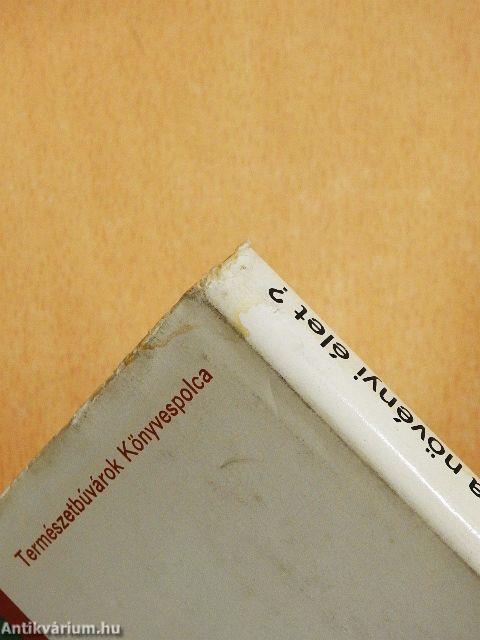 Természetbúvárok Könyvespolca
a növényi élet?
Antikvárium.hu